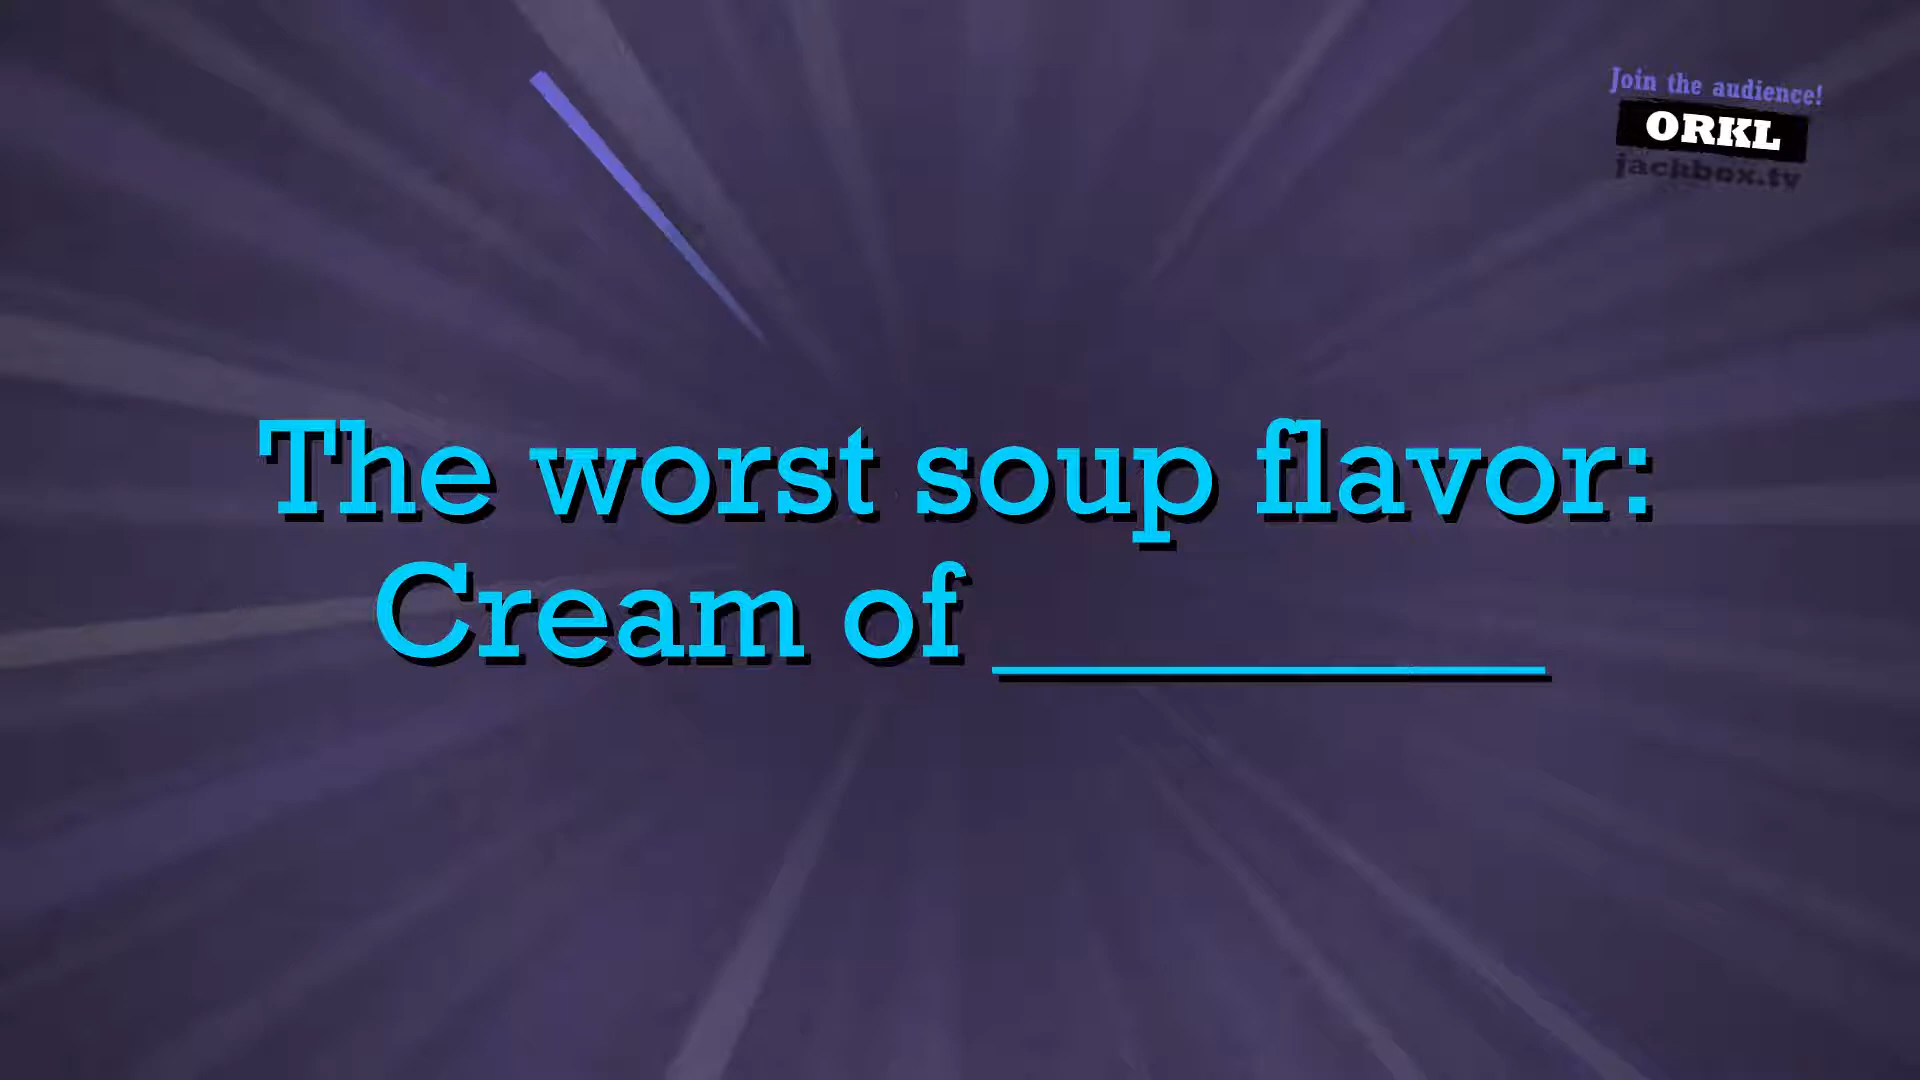 Join the audience!
ORKL
jackbox.tv
The worst soup flavor:
Cream of ________